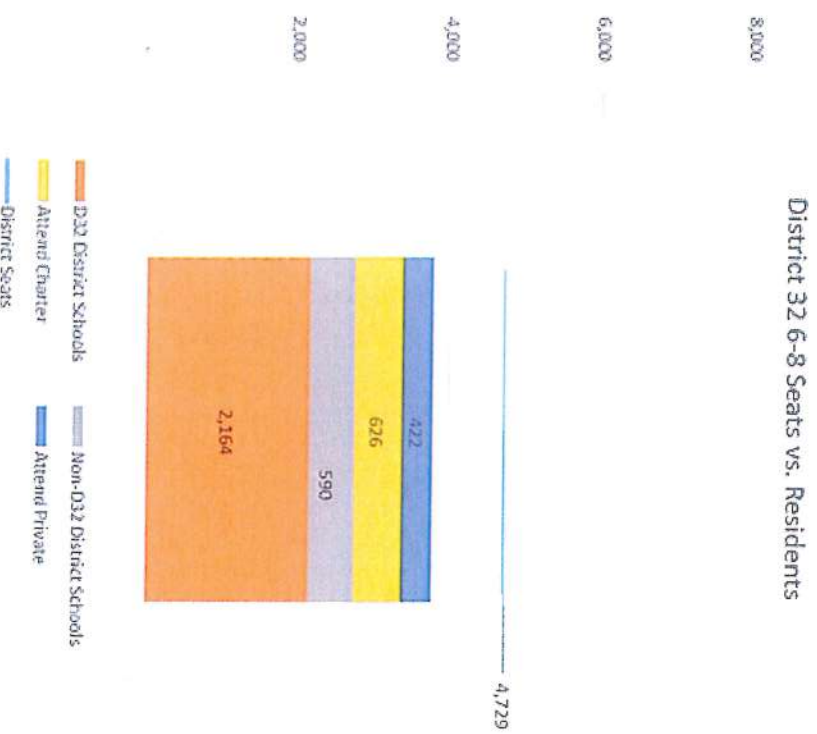 District 32 6-8 Seats vs. Residents
8,000
6,000
4,000
2,000
4,729
422
626
590
2,164
D32 District Schools
Non-D32 District Schools
Attend Charter
Attend Private
District Seats